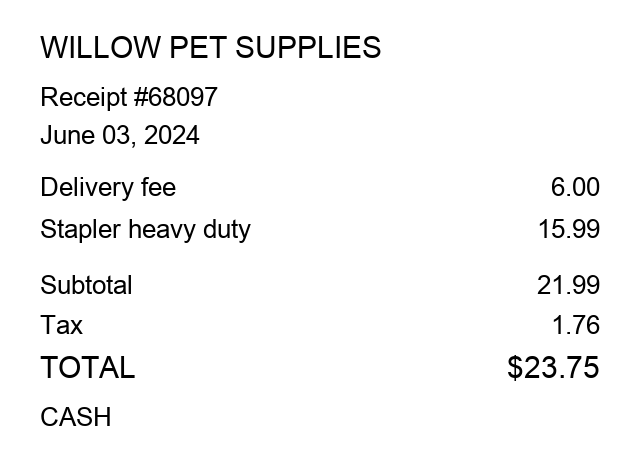 WILLOW PET SUPPLIES
Receipt #68097
June 03, 2024
Delivery fee 6.00
Stapler heavy duty 15.99
Subtotal 21.99
Tax 1.76
TOTAL $23.75
CASH